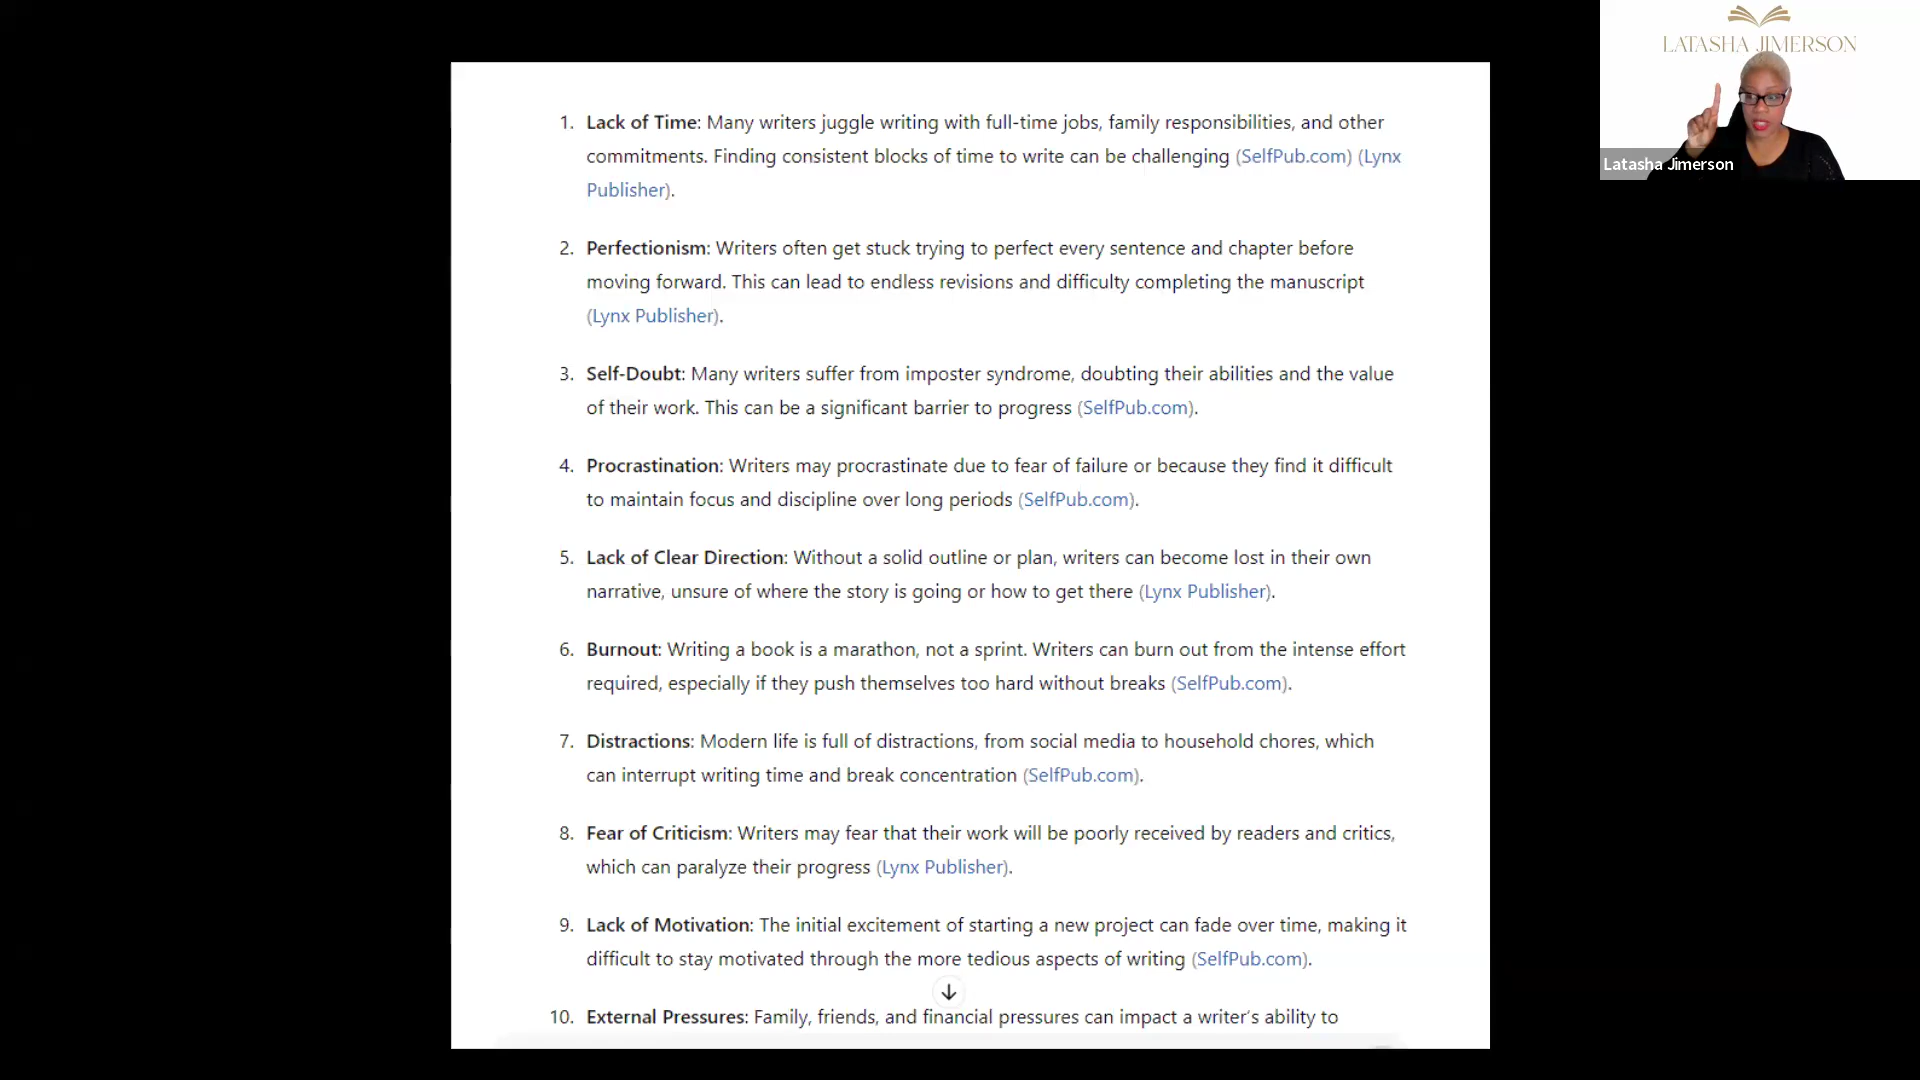 LATASHA JIMERSON
Latasha Jimerson
1. Lack of Time: Many writers juggle writing with full-time jobs, family responsibilities, and other
commitments. Finding consistent blocks of time to write can be challenging (SelfPub.com) (Lynx
Publisher).
2. Perfectionism: Writers often get stuck trying to perfect every sentence and chapter before
moving forward. This can lead to endless revisions and difficulty completing the manuscript
(Lynx Publisher).
3. Self-Doubt: Many writers suffer from imposter syndrome, doubting their abilities and the value
of their work. This can be a significant barrier to progress (SelfPub.com).
4. Procrastination: Writers may procrastinate due to fear of failure or because they find it difficult
to maintain focus and discipline over long periods (SelfPub.com).
5. Lack of Clear Direction: Without a solid outline or plan, writers can become lost in their own
narrative, unsure of where the story is going or how to get there (Lynx Publisher).
6. Burnout: Writing a book is a marathon, not a sprint. Writers can burn out from the intense effort
required, especially if they push themselves too hard without breaks (SelfPub.com).
7. Distractions: Modern life is full of distractions, from social media to household chores, which
can interrupt writing time and break concentration (SelfPub.com).
8. Fear of Criticism: Writers may fear that their work will be poorly received by readers and critics,
which can paralyze their progress (Lynx Publisher).
9. Lack of Motivation: The initial excitement of starting a new project can fade over time, making it
difficult to stay motivated through the more tedious aspects of writing (SelfPub.com).
10. External Pressures: Family, friends, and financial pressures can impact a writer's ability to